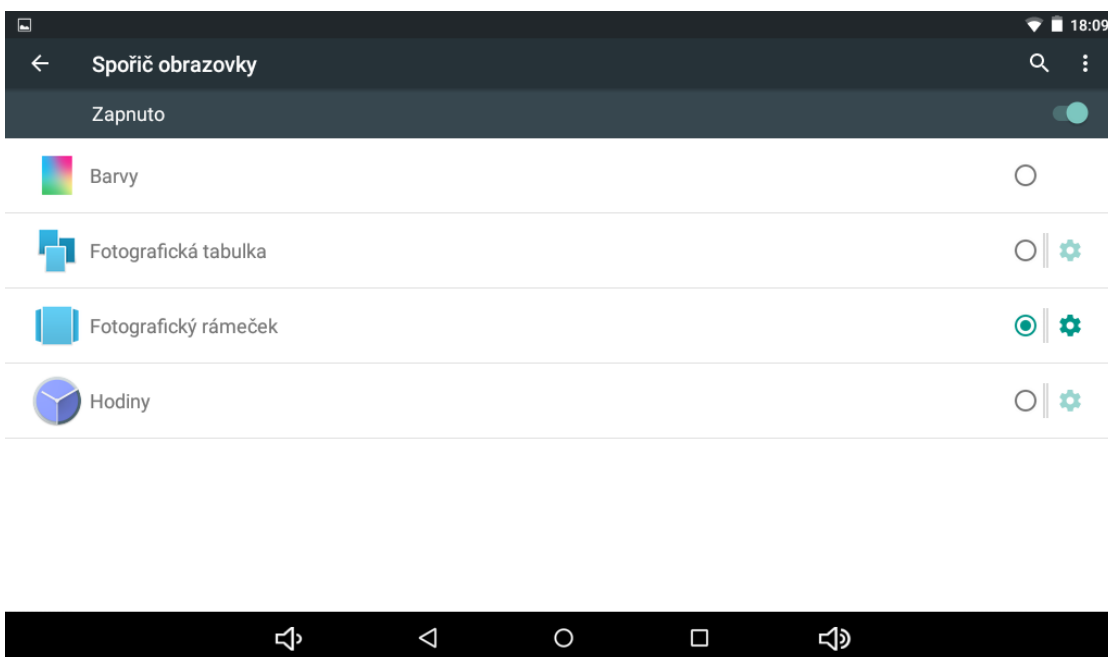 18:09
Spořič obrazovky
Zapnuto
Barvy
Fotografická tabulka
Fotografický rámeček
Hodiny